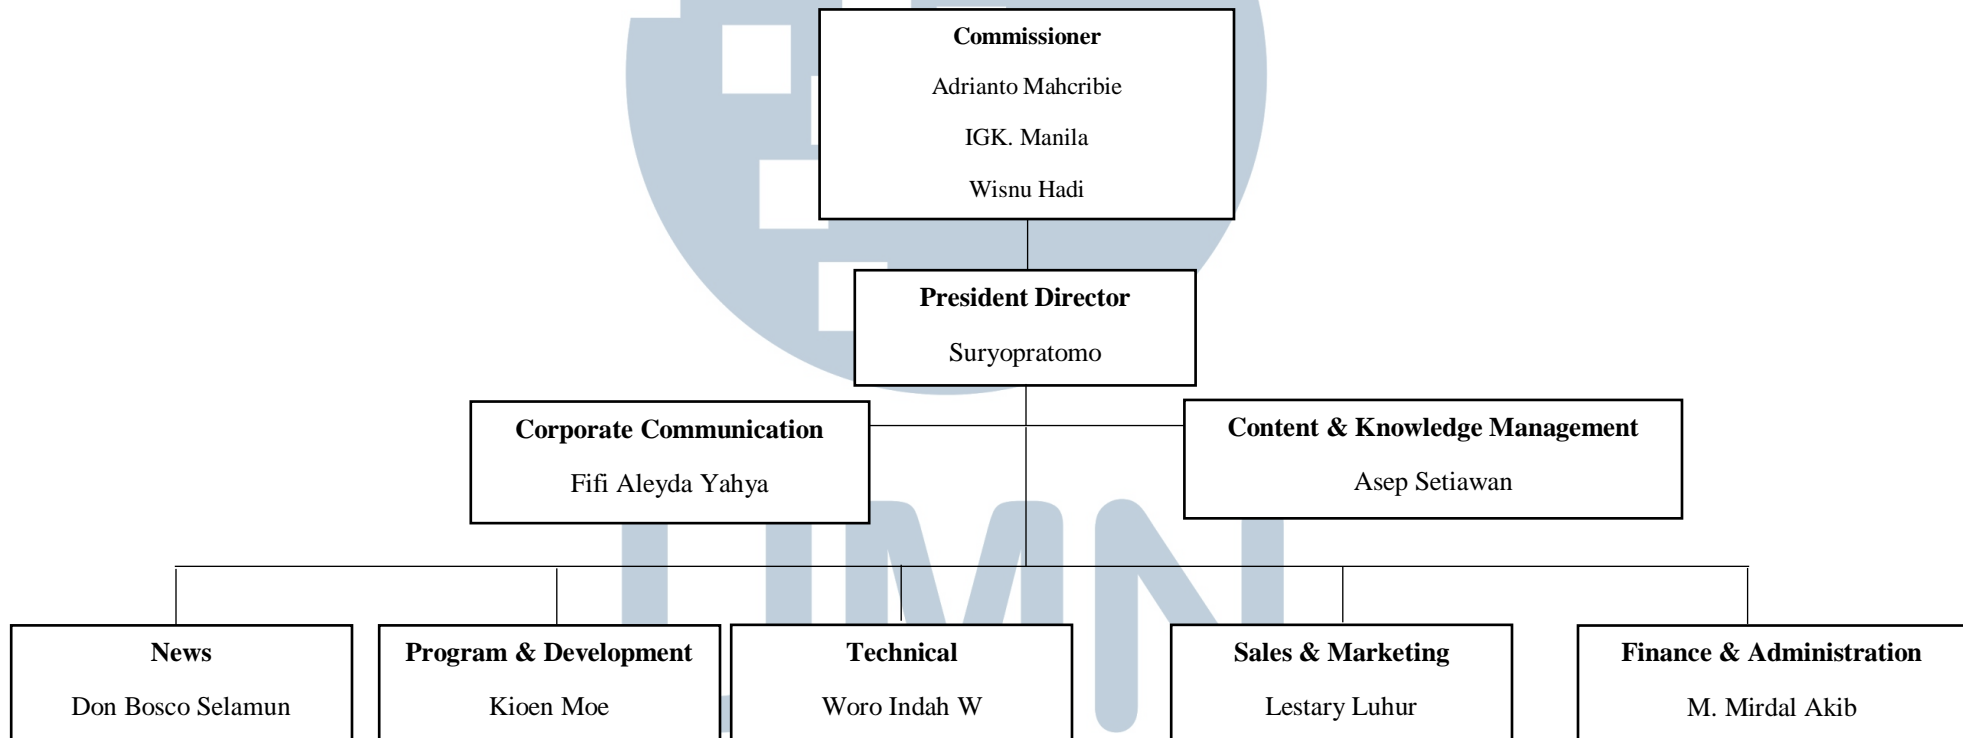 Commissioner
Adrianto Mahcribie
IGK. Manila
Wisnu Hadi
President Director
Suryopratomo
Corporate Communication
Fifi Aleyda Yahya
Content & Knowledge Management
Asep Setiawan
News
Don Bosco Selamun
Program & Development
Kioen Moe
Technical
Woro Indah W
Sales & Marketing
Lestary Luhur
Finance & Administration
M. Mirdal Akib
UMN